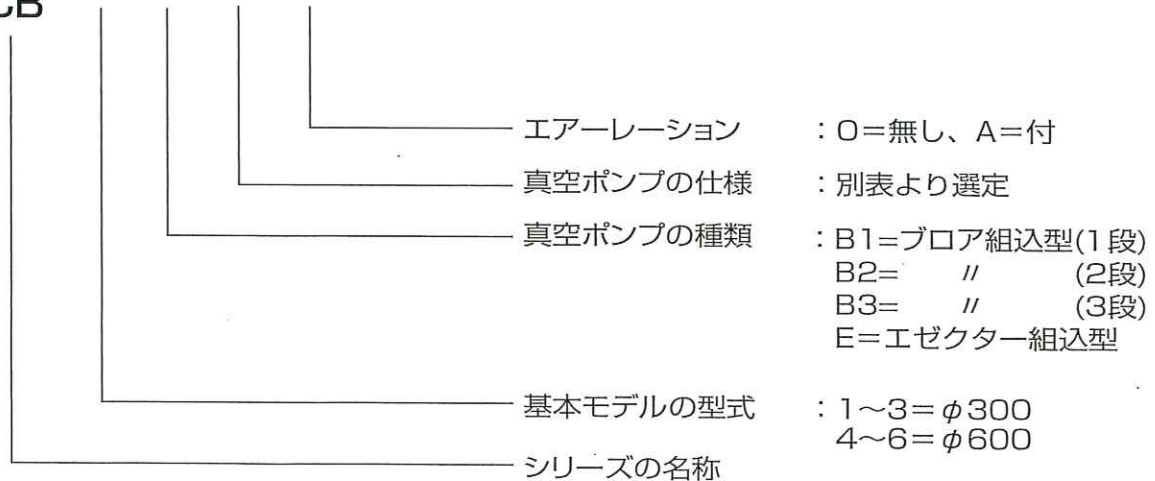 CB
エアーレーション :O=無し、A=付
真空ポンプの仕様 :別表より選定
真空ポンプの種類 :B1=ブロア組込型(1段)
B2= 〃 (2段)
B3= 〃 (3段)
E=エゼクター組込型
基本モデルの型式 :1〜3=φ300
4〜6=φ600
シリーズの名称